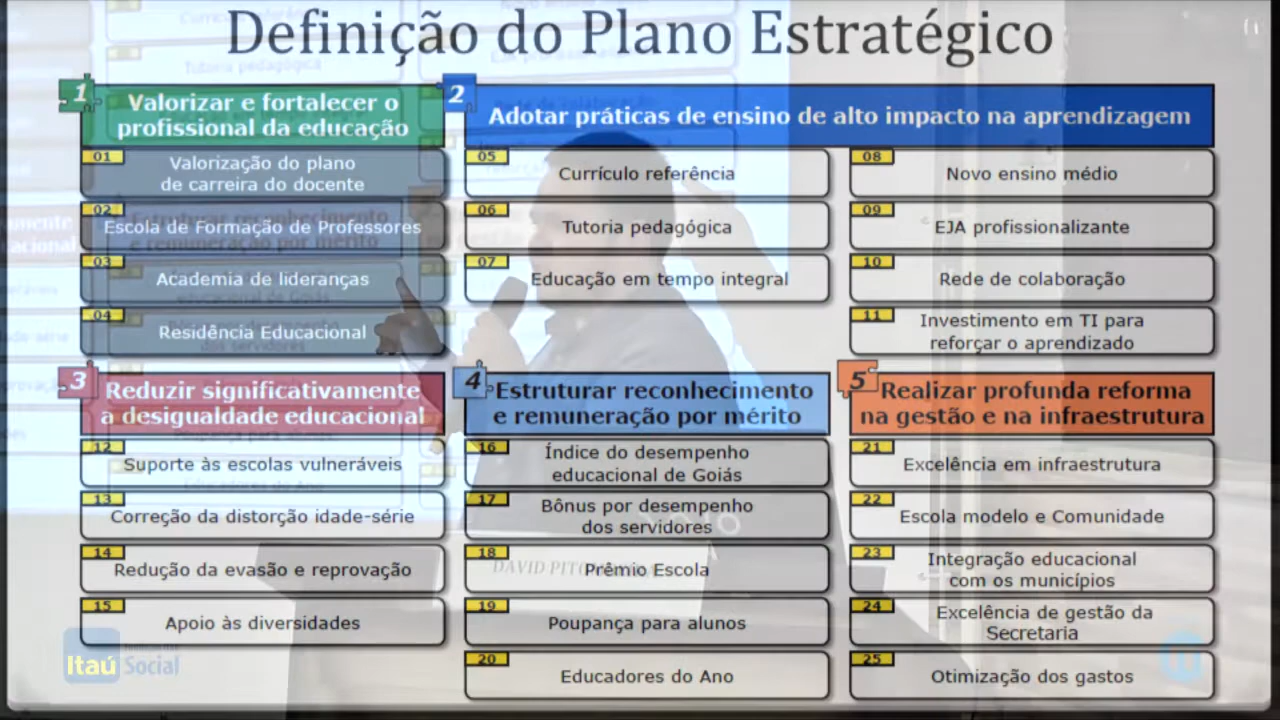 Definição do Plano Estratégico
1
Valorizar e fortalecer o
profissional da educação
01
Valorização do plano
de carreira do docente
02
Escola de Formação de Professores
03
Academia de lideranças
04
Residência Educacional
2
Adotar práticas de ensino de alto impacto na aprendizagem
05
Currículo referência
06
Tutoria pedagógica
07
Educação em tempo integral
08
Novo ensino médio
09
EJA profissionalizante
10
Rede de colaboração
11
Investimento em TI para
reforçar o aprendizado
3
Reduzir significativamente
a desigualdade educacional
12
Suporte às escolas vulneráveis
13
Correção da distorção idade-série
14
Redução da evasão e reprovação
15
Apoio às diversidades
4
Estruturar reconhecimento
e remuneração por mérito
16
Índice do desempenho
educacional de Goiás
17
Bônus por desempenho
dos servidores
18
Prêmio Escola
19
Poupança para alunos
20
Educadores do Ano
5
Realizar profunda reforma
na gestão e na infraestrutura
21
Excelência em infraestrutura
22
Escola modelo e Comunidade
23
Integração educacional
com os municípios
24
Excelência de gestão da
Secretaria
25
Otimização dos gastos
DAVID
Itaú Social